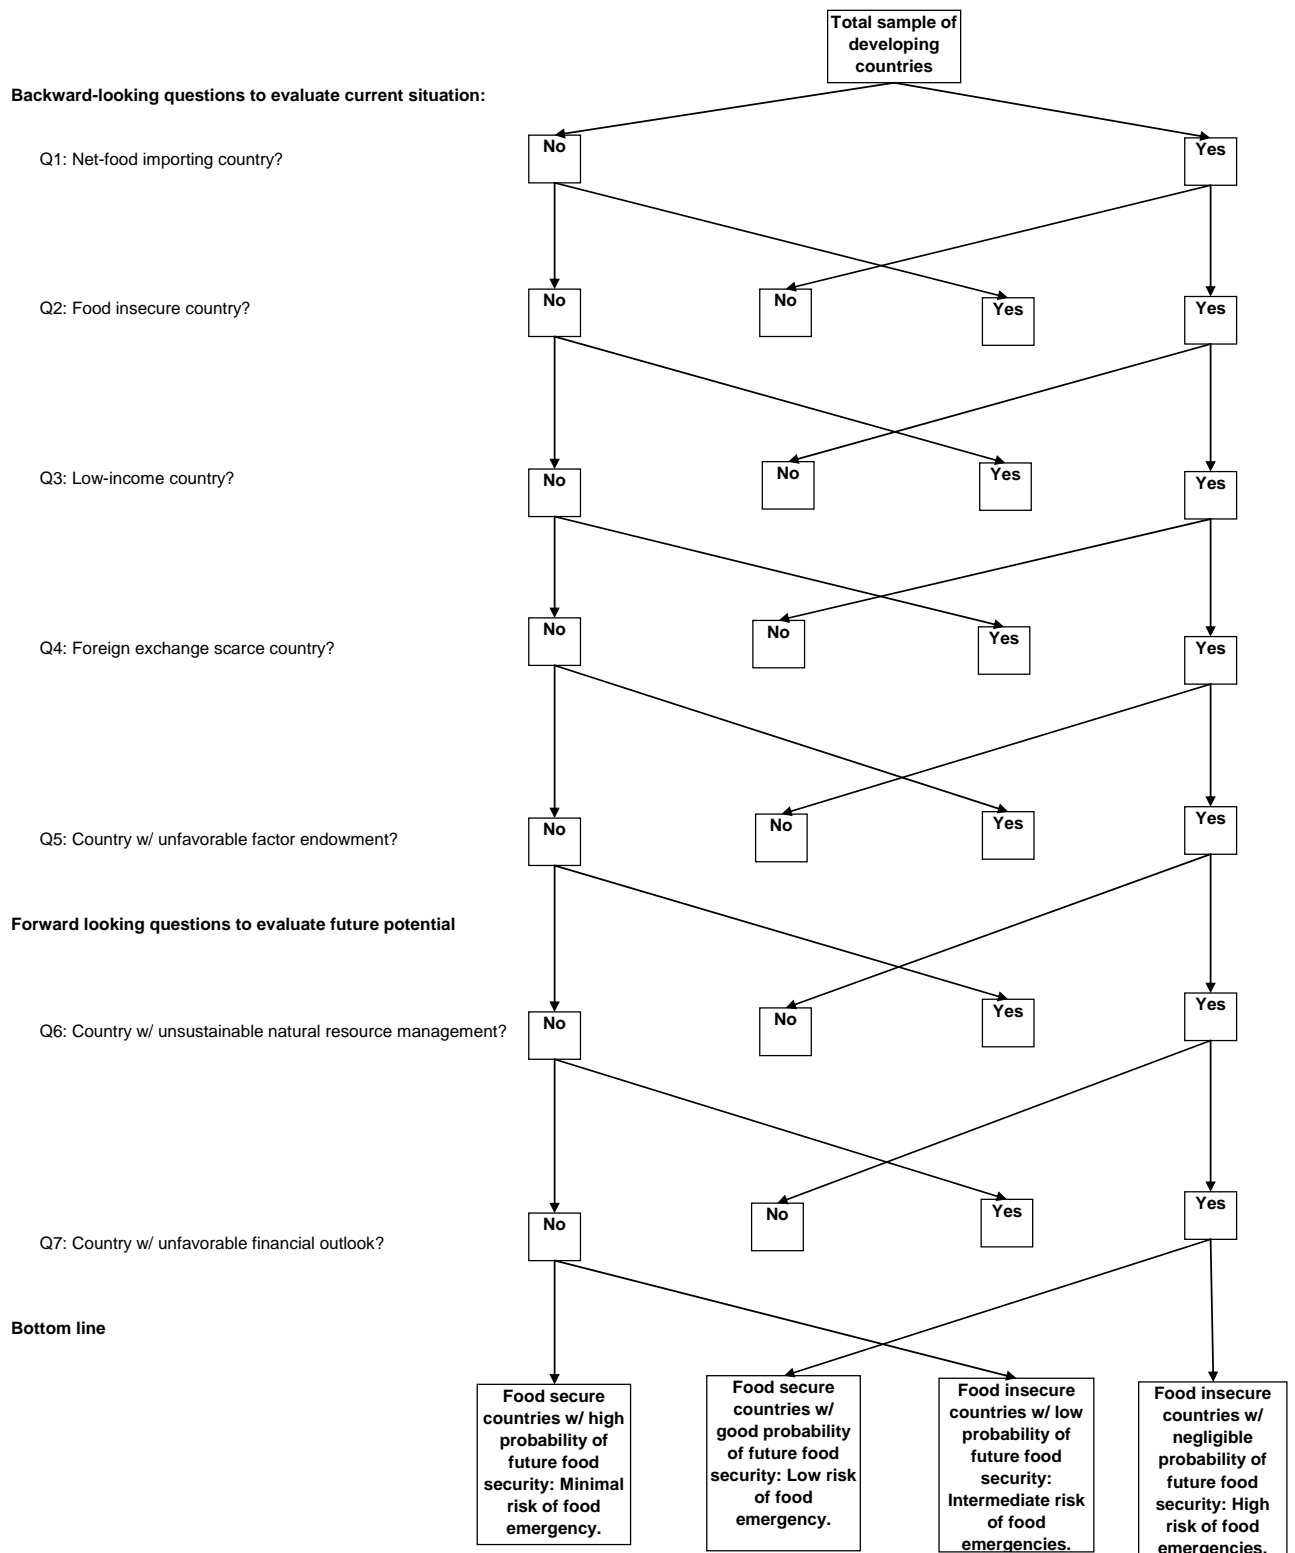 Total sample of
developing
countries
Backward-looking questions to evaluate current situation:
No
Yes
Q1: Net-food importing country?
No
No
Yes
Yes
Q2: Food insecure country?
No
No
Yes
Yes
Q3: Low-income country?
No
No
Yes
Yes
Q4: Foreign exchange scarce country?
No
No
Yes
Yes
Q5: Country w/ unfavorable factor endowment?
Forward looking questions to evaluate future potential
No
No
Yes
Yes
Q6: Country w/ unsustainable natural resource management?
No
No
Yes
Yes
Q7: Country w/ unfavorable financial outlook?
Bottom line
Food secure
countries w/ high
probability of
future food
security: Minimal
risk of food
emergency.
Food secure
countries w/
good probability
of future food
security: Low risk
of food
emergency.
Food insecure
countries w/ low
probability of
future food
security:
Intermediate risk
of food
emergencies.
Food insecure
countries w/
negligible
probability of
future food
security: High
risk of food
emergencies.